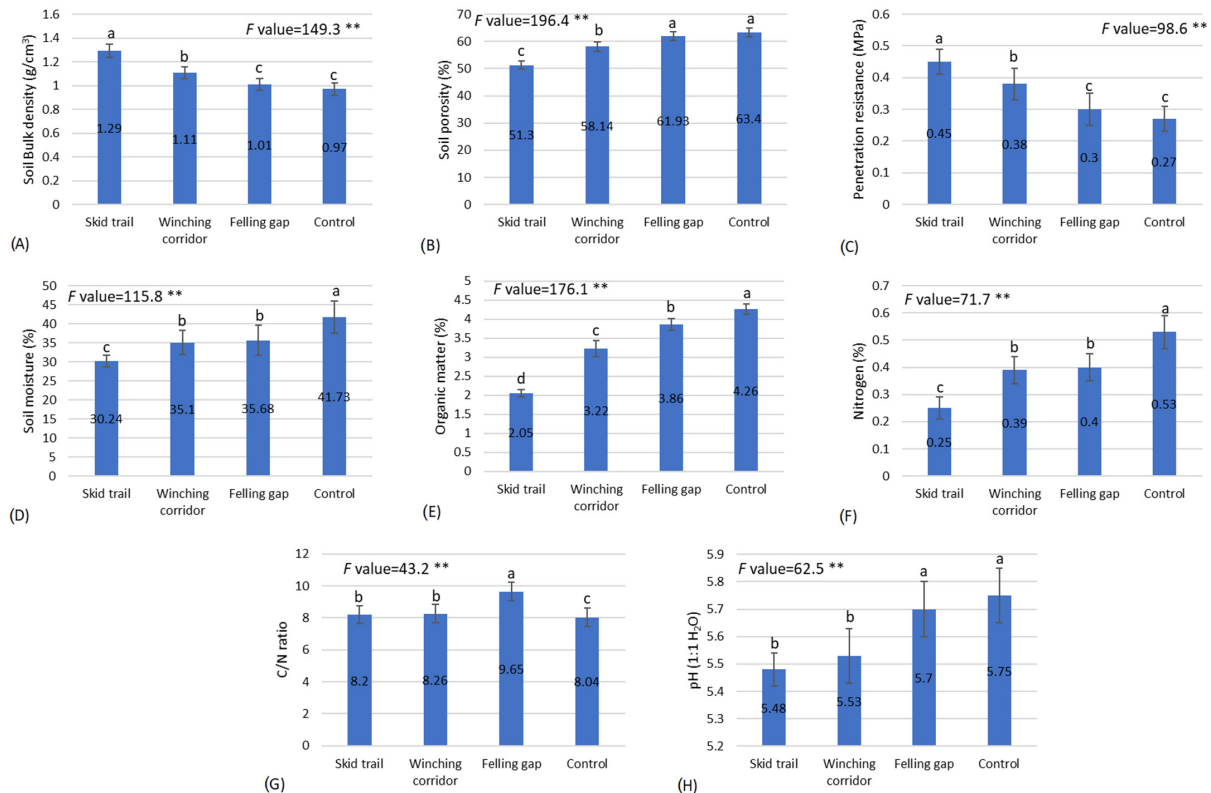 F value=149.3 **
Soil Bulk density (g/cm³)
1.6
1.4
1.2
1
0.8
0.6
0.4
0.2
0
a
b
c
c
1.29
1.11
1.01
0.97
Skid trail
Winching corridor
Felling gap
Control
(A)
F value=196.4 **
Soil porosity (%)
70
60
50
40
30
20
10
0
c
b
a
a
51.3
58.14
61.93
63.4
Skid trail
Winching corridor
Felling gap
Control
(B)
F value=98.6 **
Penetration resistance (MPa)
0.6
0.5
0.4
0.3
0.2
0.1
0
a
b
c
c
0.45
0.38
0.3
0.27
Skid trail
Winching corridor
Felling gap
Control
(C)
F value=115.8 **
Soil moisture (%)
50
45
40
35
30
25
20
15
10
5
0
c
b
b
a
30.24
35.1
35.68
41.73
Skid trail
Winching corridor
Felling gap
Control
(D)
F value=176.1 **
Organic matter (%)
5
4.5
4
3.5
3
2.5
2
1.5
1
0.5
0
d
c
b
a
2.05
3.22
3.86
4.26
Skid trail
Winching corridor
Felling gap
Control
(E)
F value=71.7 **
Nitrogen (%)
0.7
0.6
0.5
0.4
0.3
0.2
0.1
0
c
b
b
a
0.25
0.39
0.4
0.53
Skid trail
Winching corridor
Felling gap
Control
(F)
F value=43.2 **
C/N ratio
12
10
8
6
4
2
0
b
b
a
c
8.2
8.26
9.65
8.04
Skid trail
Winching corridor
Felling gap
Control
(G)
F value=62.5 **
pH (1:1 H₂O)
5.9
5.8
5.7
5.6
5.5
5.4
5.3
5.2
b
b
a
a
5.48
5.53
5.7
5.75
Skid trail
Winching corridor
Felling gap
Control
(H)